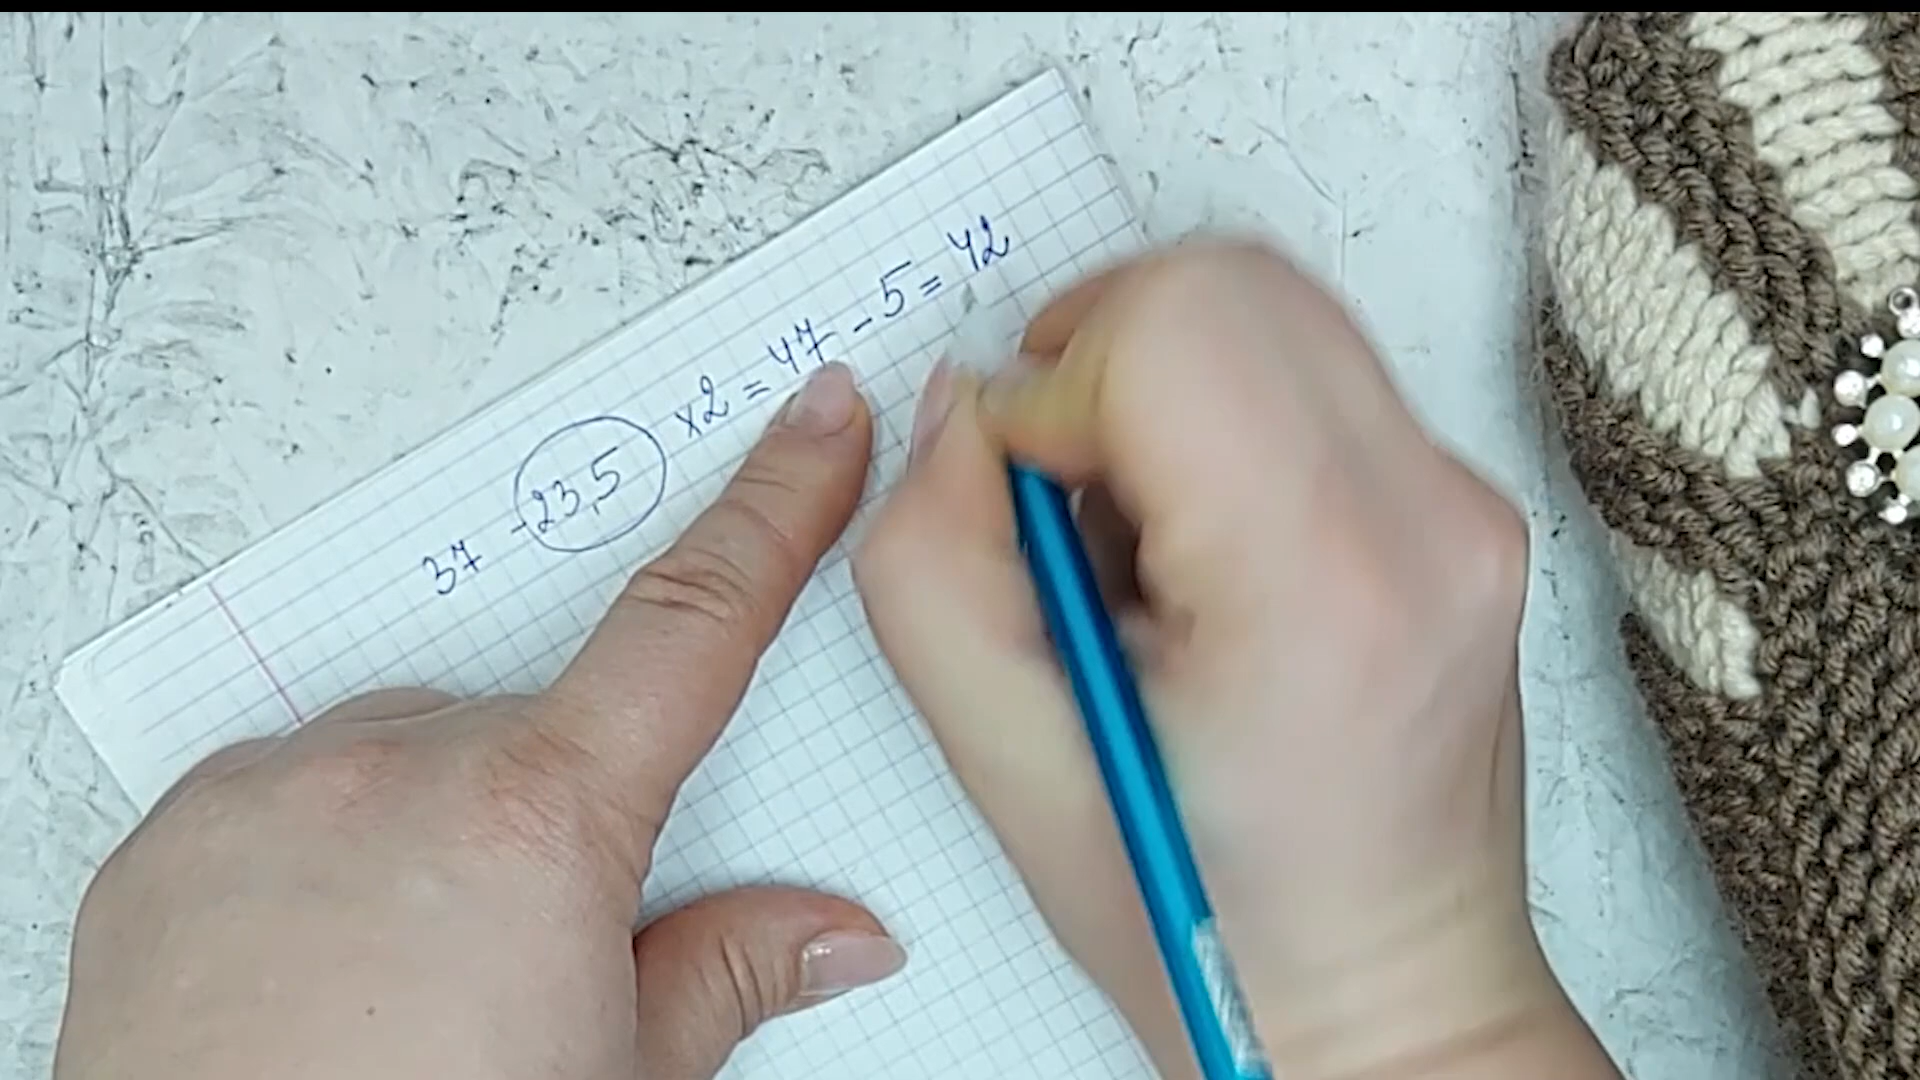 37 - 23,5 x2 = 47 - 5 = 42